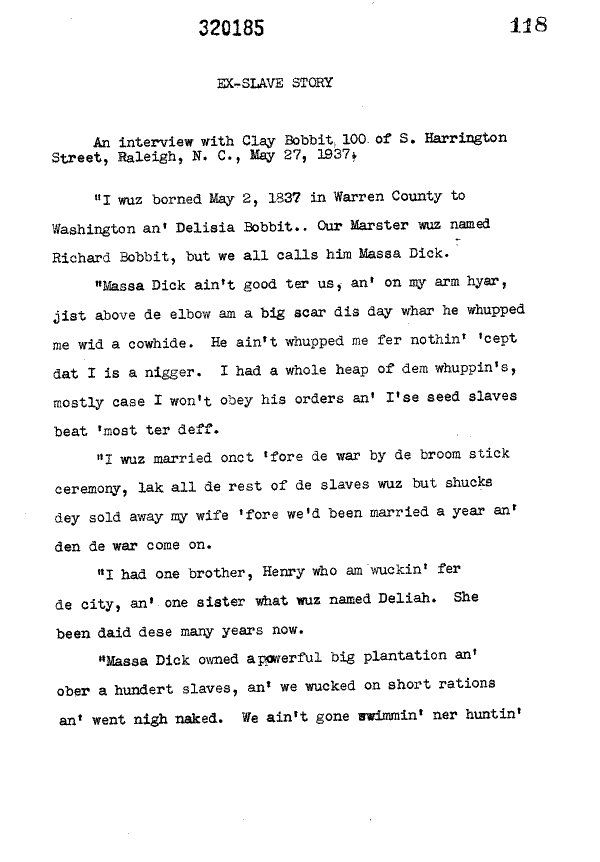 320185
118
EX-SLAVE STORY
An interview with Clay Bobbit, 100 of S. Harrington
Street, Raleigh, N. C., May 27, 1937.
"I wuz borned May 2, 1837 in Warren County to
Washington an' Delisia Bobbit.. Our Marster wuz named
Richard Bobbit, but we all calls him Massa Dick.
"Massa Dick ain't good ter us, an' on my arm hyar,
jist above de elbow am a big scar dis day whar he whupped
me wid a cowhide. He ain't whupped me fer nothin' 'cept
dat I is a nigger. I had a whole heap of dem whuppin's,
mostly case I won't obey his orders an' I'se seed slaves
beat 'most ter deff.
"I wuz married onct 'fore de war by de broom stick
ceremony, lak all de rest of de slaves wuz but shucks
dey sold away my wife 'fore we'd been married a year an'
den de war come on.
"I had one brother, Henry who am wuckin' fer
de city, an' one sister what wuz named Deliah. She
been daid dese many years now.
"Massa Dick owned a powerful big plantation an'
ober a hundert slaves, an' we wucked on short rations
an' went nigh naked. We ain't gone swimmin' ner huntin'